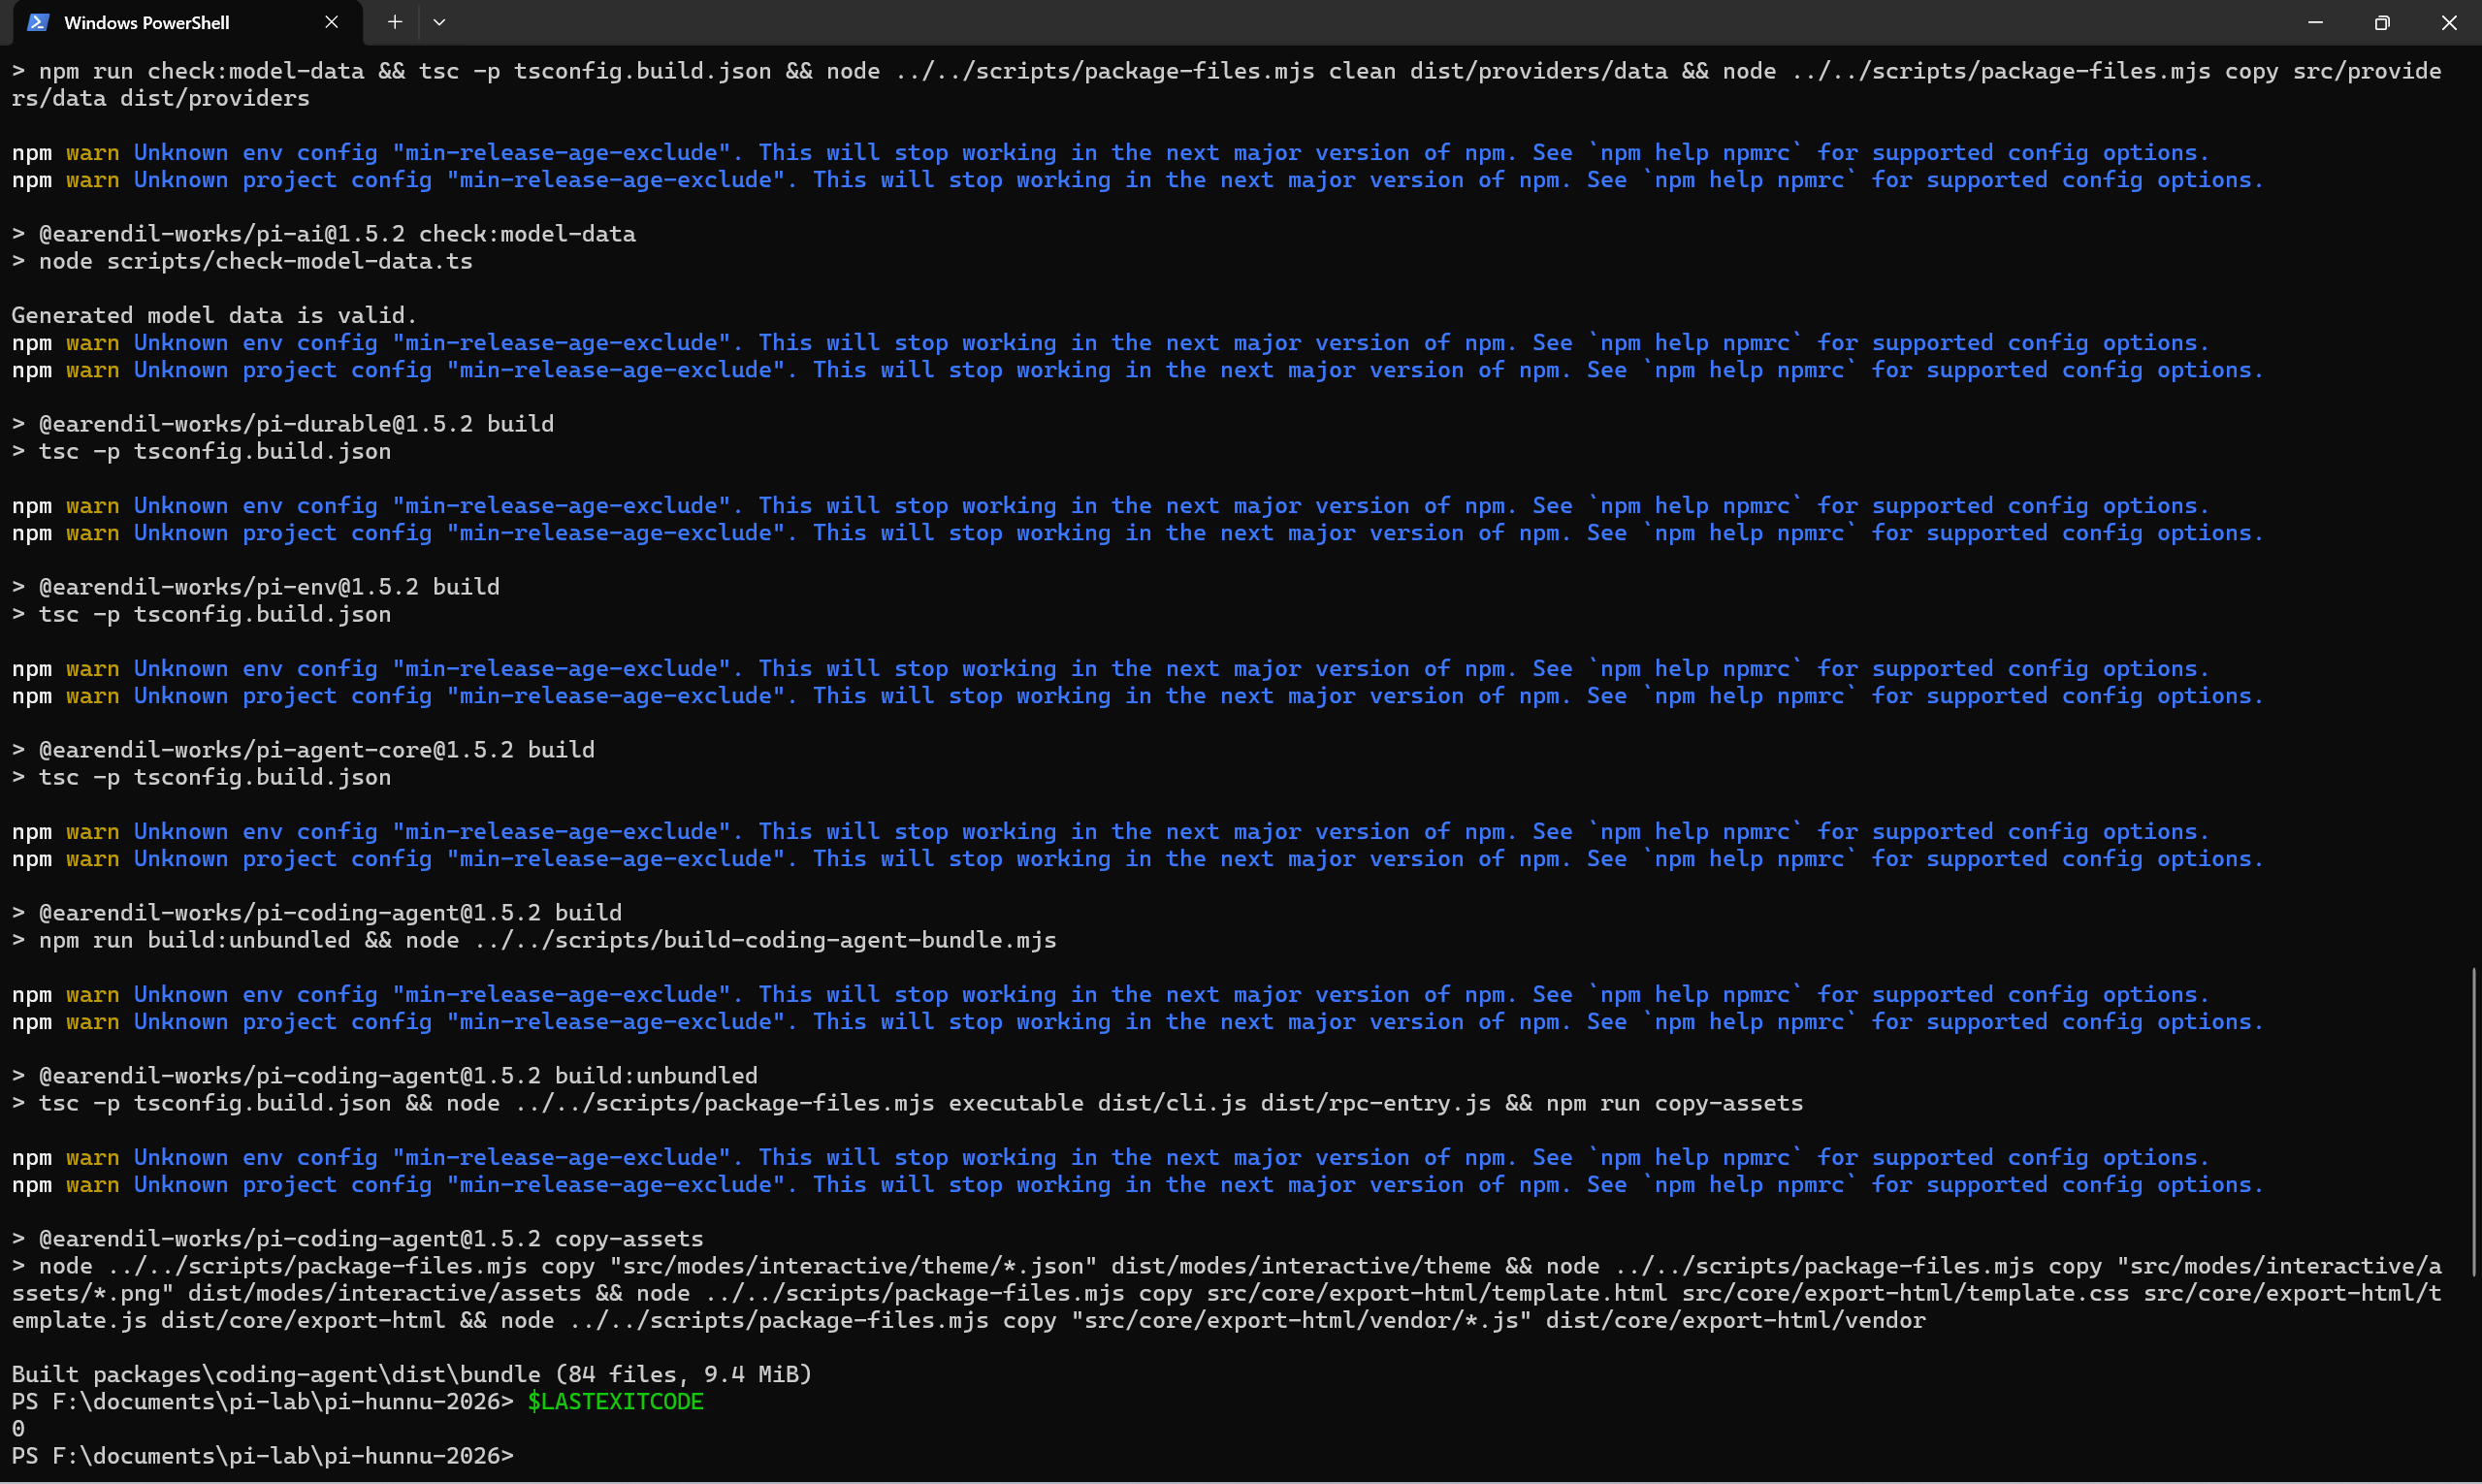 Windows PowerShell
> npm run check:model-data && tsc -p tsconfig.build.json && node ../../scripts/package-files.mjs clean dist/providers/data && node ../../scripts/package-files.mjs copy src/provide
rs/data dist/providers
npm warn Unknown env config "min-release-age-exclude". This will stop working in the next major version of npm. See `npm help npmrc` for supported config options.
npm warn Unknown project config "min-release-age-exclude". This will stop working in the next major version of npm. See `npm help npmrc` for supported config options.
> @earendil-works/pi-ai@1.5.2 check:model-data
> node scripts/check-model-data.ts
Generated model data is valid.
npm warn Unknown env config "min-release-age-exclude". This will stop working in the next major version of npm. See `npm help npmrc` for supported config options.
npm warn Unknown project config "min-release-age-exclude". This will stop working in the next major version of npm. See `npm help npmrc` for supported config options.
> @earendil-works/pi-durable@1.5.2 build
> tsc -p tsconfig.build.json
npm warn Unknown env config "min-release-age-exclude". This will stop working in the next major version of npm. See `npm help npmrc` for supported config options.
npm warn Unknown project config "min-release-age-exclude". This will stop working in the next major version of npm. See `npm help npmrc` for supported config options.
> @earendil-works/pi-env@1.5.2 build
> tsc -p tsconfig.build.json
npm warn Unknown env config "min-release-age-exclude". This will stop working in the next major version of npm. See `npm help npmrc` for supported config options.
npm warn Unknown project config "min-release-age-exclude". This will stop working in the next major version of npm. See `npm help npmrc` for supported config options.
> @earendil-works/pi-agent-core@1.5.2 build
> tsc -p tsconfig.build.json
npm warn Unknown env config "min-release-age-exclude". This will stop working in the next major version of npm. See `npm help npmrc` for supported config options.
npm warn Unknown project config "min-release-age-exclude". This will stop working in the next major version of npm. See `npm help npmrc` for supported config options.
> @earendil-works/pi-coding-agent@1.5.2 build
> npm run build:unbundled && node ../../scripts/build-coding-agent-bundle.mjs
npm warn Unknown env config "min-release-age-exclude". This will stop working in the next major version of npm. See `npm help npmrc` for supported config options.
npm warn Unknown project config "min-release-age-exclude". This will stop working in the next major version of npm. See `npm help npmrc` for supported config options.
> @earendil-works/pi-coding-agent@1.5.2 build:unbundled
> tsc -p tsconfig.build.json && node ../../scripts/package-files.mjs executable dist/cli.js dist/rpc-entry.js && npm run copy-assets
npm warn Unknown env config "min-release-age-exclude". This will stop working in the next major version of npm. See `npm help npmrc` for supported config options.
npm warn Unknown project config "min-release-age-exclude". This will stop working in the next major version of npm. See `npm help npmrc` for supported config options.
> @earendil-works/pi-coding-agent@1.5.2 copy-assets
> node ../../scripts/package-files.mjs copy "src/modes/interactive/theme/*.json" dist/modes/interactive/theme && node ../../scripts/package-files.mjs copy "src/modes/interactive/a
ssets/*.png" dist/modes/interactive/assets && node ../../scripts/package-files.mjs copy src/core/export-html/template.html src/core/export-html/template.css src/core/export-html/t
emplate.js dist/core/export-html && node ../../scripts/package-files.mjs copy "src/core/export-html/vendor/*.js" dist/core/export-html/vendor
Built packages\coding-agent\dist\bundle (84 files, 9.4 MiB)
PS F:\documents\pi-lab\pi-hunnu-2026> $LASTEXITCODE
0
PS F:\documents\pi-lab\pi-hunnu-2026>